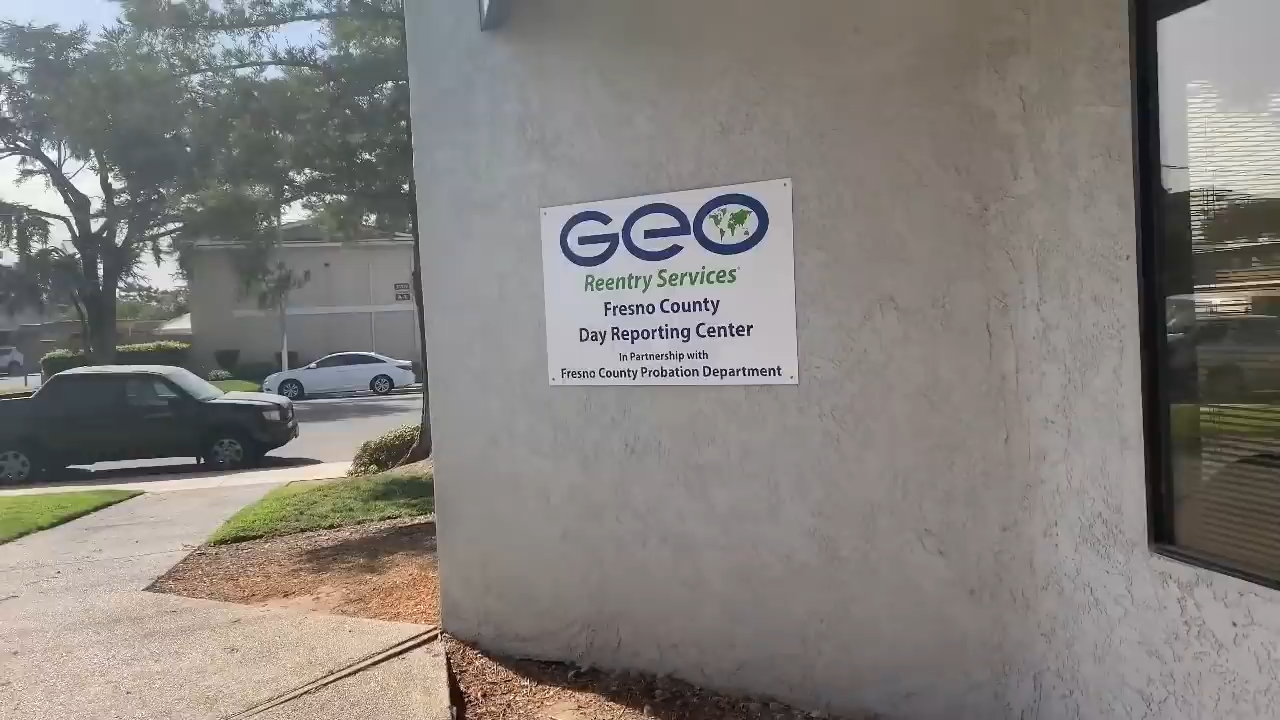 GEO
Reentry Services
Fresno County
Day Reporting Center
In Partnership with
Fresno County Probation Department